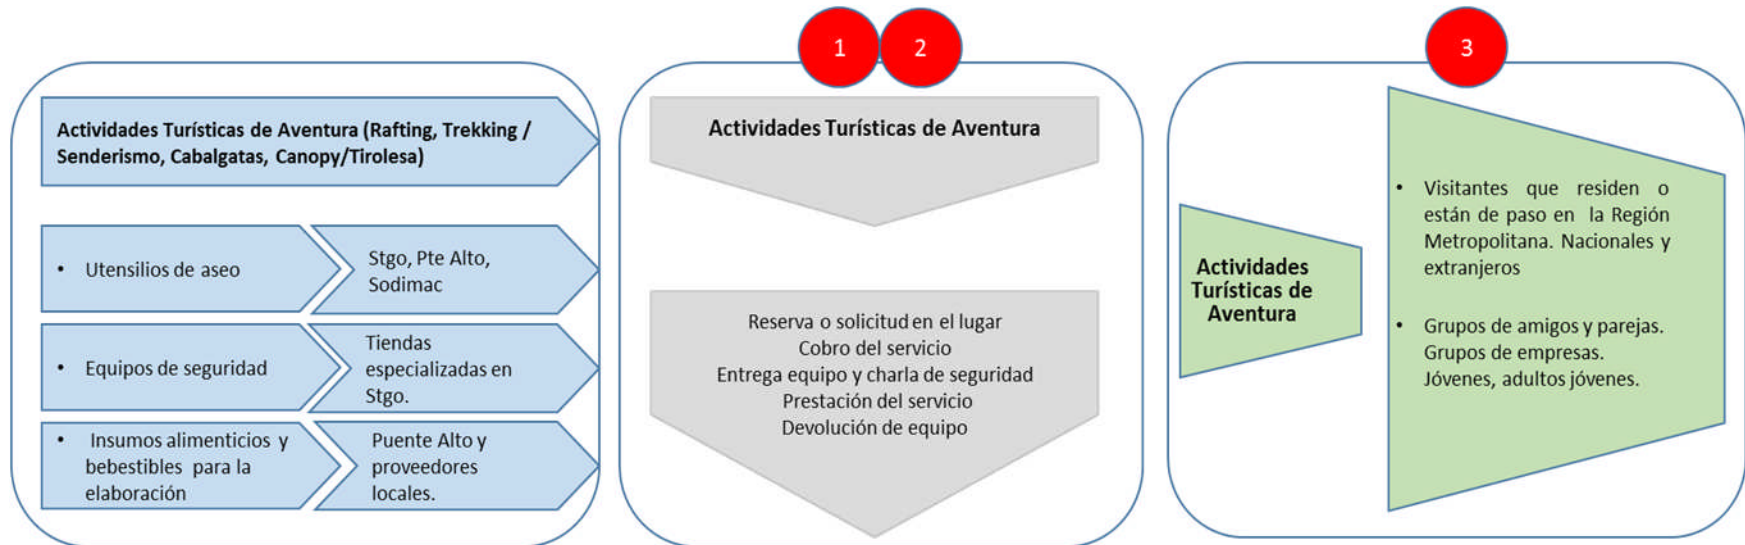 1
2
3
Actividades Turísticas de Aventura (Rafting, Trekking /
Senderismo, Cabalgatas, Canopy/Tirolesa)
• Utensilios de aseo
Stgo, Pte Alto,
Sodimac
• Equipos de seguridad
Tiendas
especializadas en
Stgo.
• Insumos alimenticios y
bebestibles para la
elaboración
Puente Alto y
proveedores
locales.
Actividades Turísticas de Aventura
Reserva o solicitud en el lugar
Cobro del servicio
Entrega equipo y charla de seguridad
Prestación del servicio
Devolución de equipo
Actividades
Turísticas de
Aventura
• Visitantes que residen o
están de paso en la Región
Metropolitana. Nacionales y
extranjeros
• Grupos de amigos y parejas.
Grupos de empresas.
Jóvenes, adultos jóvenes.